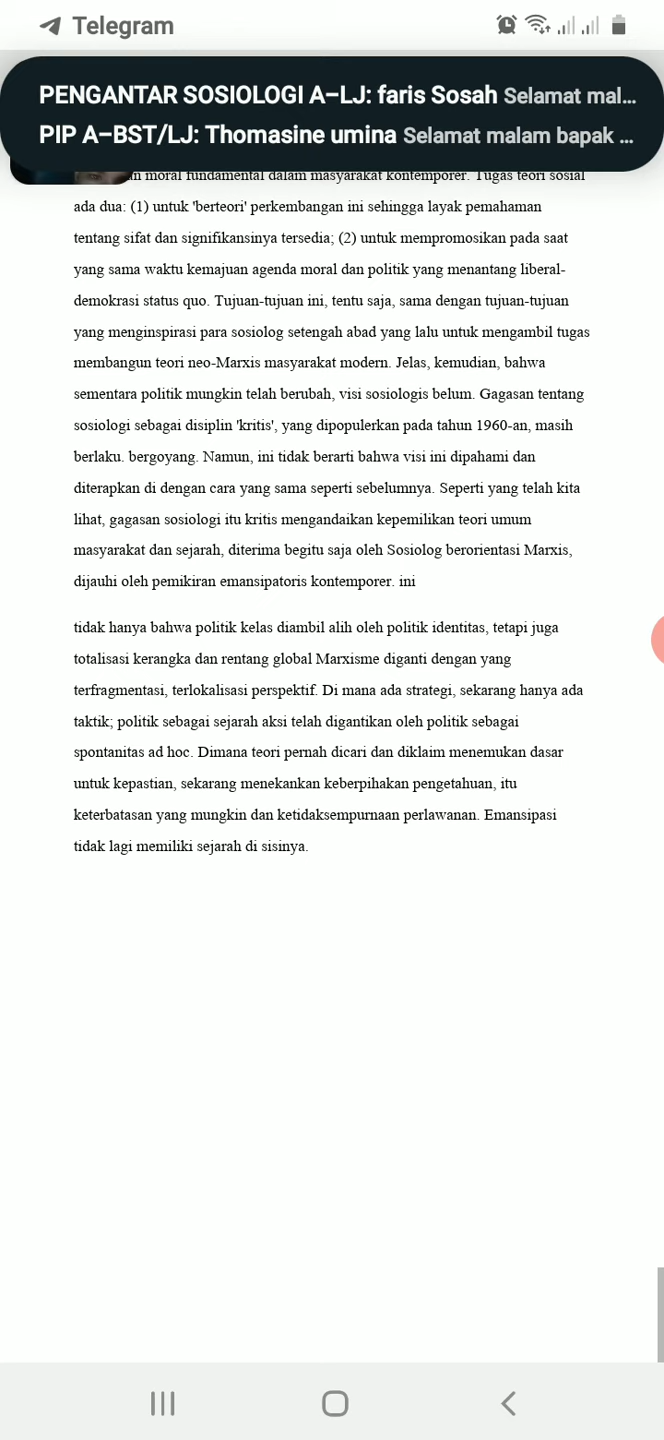 Telegram
PENGANTAR SOSIOLOGI A-LJ: faris Sosah Selamat mal...
PIP A-BST/LJ: Thomasine umina Selamat malam bapak ...
moral fundamental dalam masyarakat kontemporer. Tugas teori sosial
ada dua: (1) untuk 'berteori' perkembangan ini sehingga layak pemahaman
tentang sifat dan signifikansinya tersedia; (2) untuk mempromosikan pada saat
yang sama waktu kemajuan agenda moral dan politik yang menantang liberal-
demokrasi status quo. Tujuan-tujuan ini, tentu saja, sama dengan tujuan-tujuan
yang menginspirasi para sosiolog setengah abad yang lalu untuk mengambil tugas
membangun teori neo-Marxis masyarakat modern. Jelas, kemudian, bahwa
sementara politik mungkin telah berubah, visi sosiologis belum. Gagasan tentang
sosiologi sebagai disiplin 'kritis', yang dipopulerkan pada tahun 1960-an, masih
berlaku. bergoyang. Namun, ini tidak berarti bahwa visi ini dipahami dan
diterapkan di dengan cara yang sama seperti sebelumnya. Seperti yang telah kita
lihat, gagasan sosiologi itu kritis mengandaikan kepemilikan teori umum
masyarakat dan sejarah, diterima begitu saja oleh Sosiolog berorientasi Marxis,
dijauhi oleh pemikiran emansipatoris kontemporer. ini
tidak hanya bahwa politik kelas diambil alih oleh politik identitas, tetapi juga
totalisasi kerangka dan rentang global Marxisme diganti dengan yang
terfragmentasi, terlokalisasi perspektif. Di mana ada strategi, sekarang hanya ada
taktik; politik sebagai sejarah aksi telah digantikan oleh politik sebagai
spontanitas ad hoc. Dimana teori pernah dicari dan diklaim menemukan dasar
untuk kepastian, sekarang menekankan keberpihakan pengetahuan, itu
keterbatasan yang mungkin dan ketidaksempurnaan perlawanan. Emansipasi
tidak lagi memiliki sejarah di sisinya.